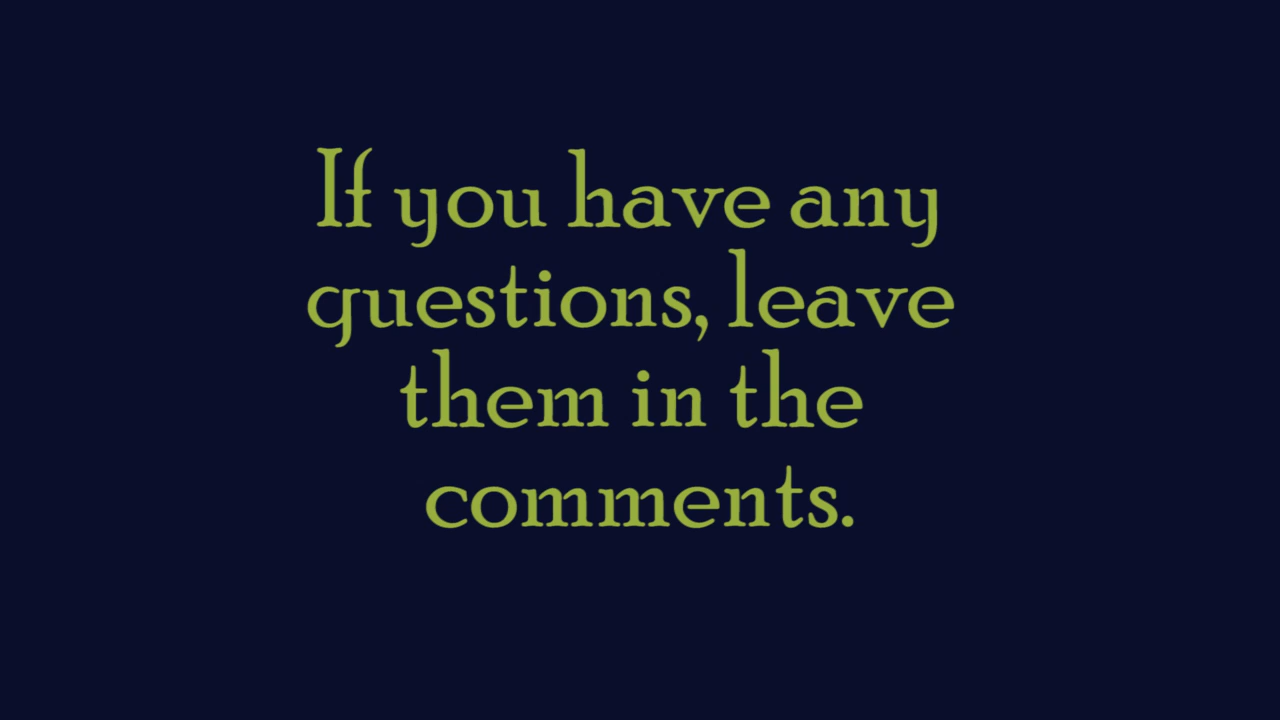 If you have any
questions, leave
them in the
comments.